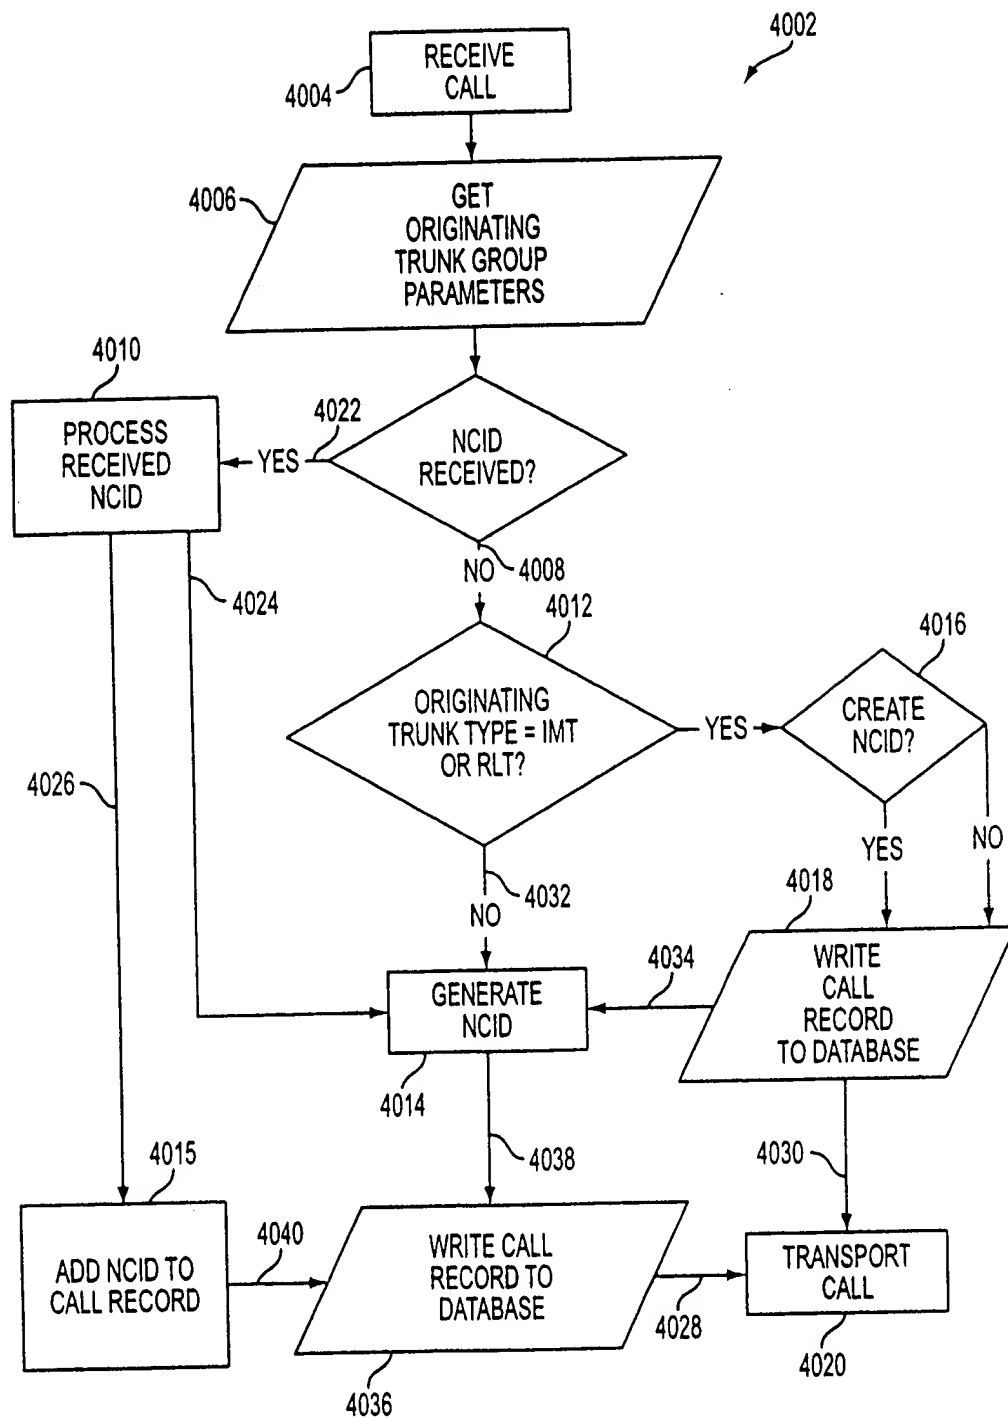 4002
RECEIVE
CALL
4004
4006
GET
ORIGINATING
TRUNK GROUP
PARAMETERS
4010
PROCESS
RECEIVED
NCID
4022
YES
NCID
RECEIVED?
4008
NO
4024
4012
4016
ORIGINATING
TRUNK TYPE = IMT
OR RLT?
YES
CREATE
NCID?
4026
YES
NO
4032
NO
4018
WRITE
CALL
RECORD
TO DATABASE
4034
GENERATE
NCID
4014
4038
4030
4015
ADD NCID TO
CALL RECORD
4040
WRITE CALL
RECORD TO
DATABASE
4028
TRANSPORT
CALL
4020
4036